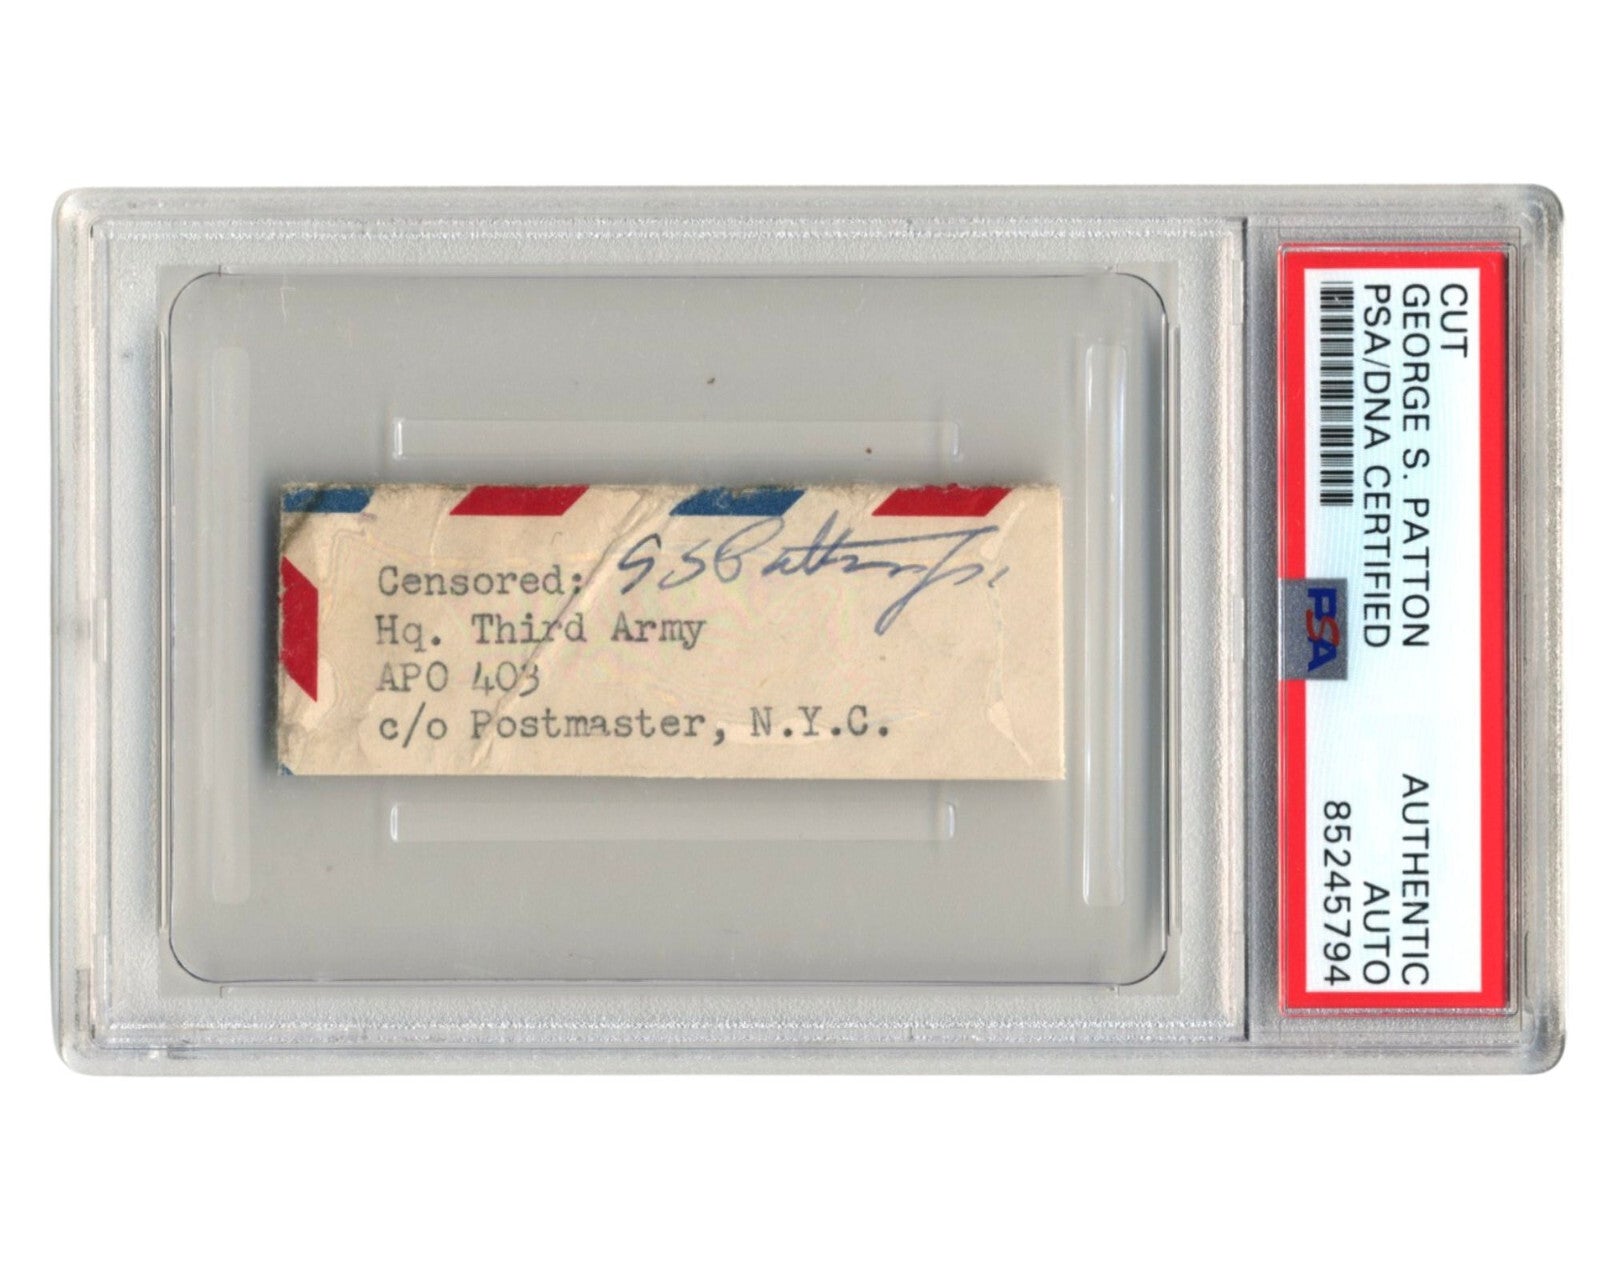 Censored: G S Patton Jr.
Hq. Third Army
APO 403
c/o Postmaster, N.Y.C.
CUT
GEORGE S. PATTON AUTHENTIC
PSA/DNA CERTIFIED AUTO
85245794
PSA